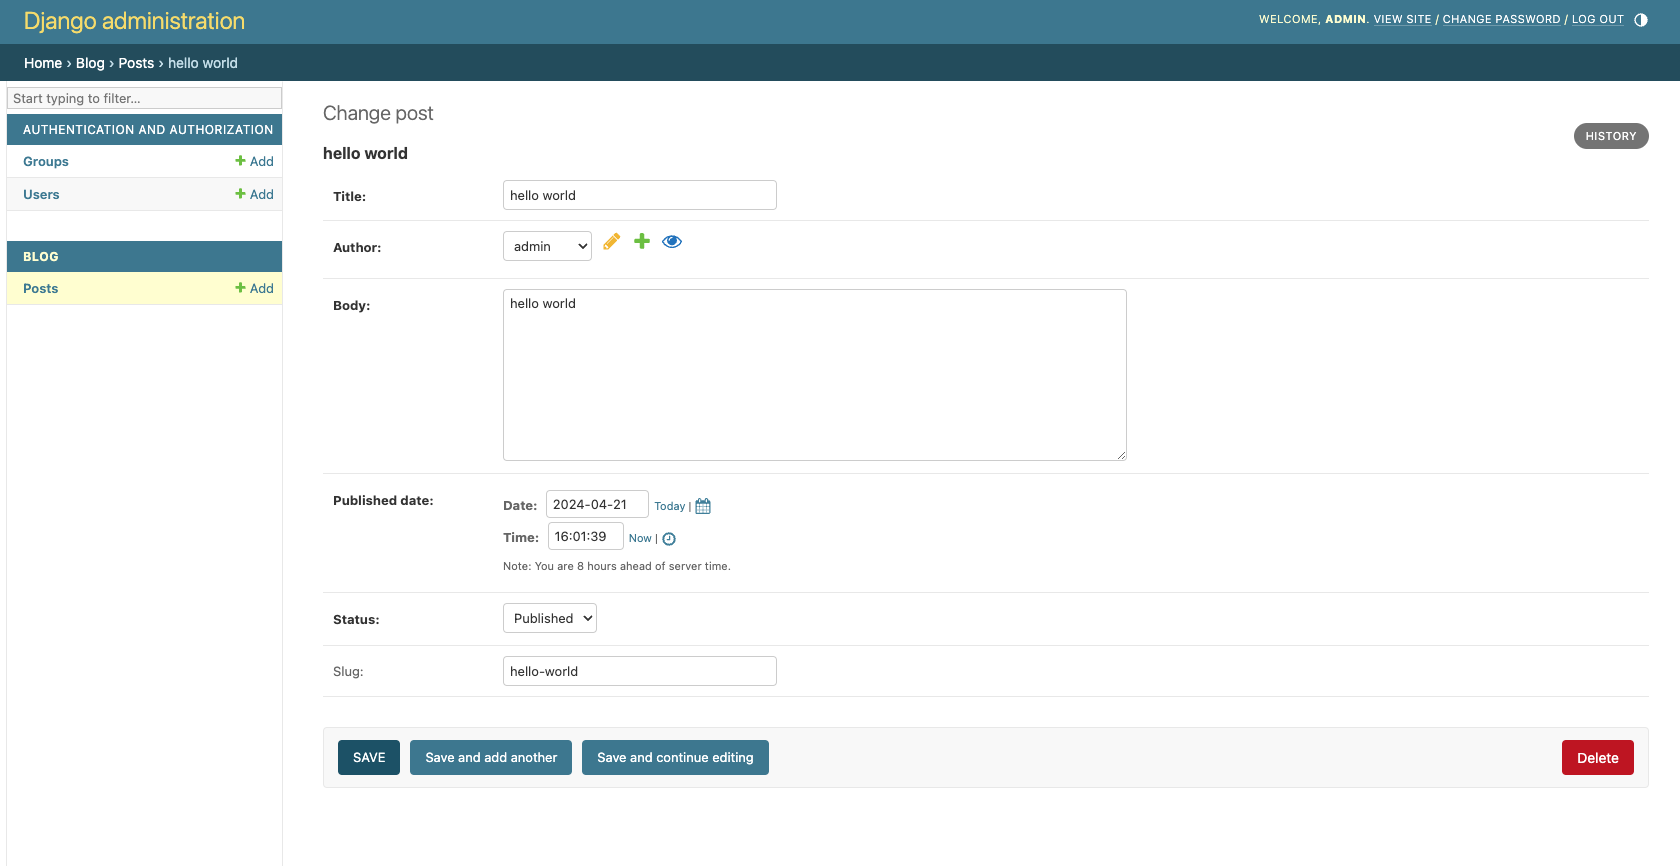 Django administration
WELCOME, ADMIN. VIEW SITE / CHANGE PASSWORD / LOG OUT
Home › Blog › Posts › hello world
Start typing to filter...
AUTHENTICATION AND AUTHORIZATION
Groups Add
Users Add
BLOG
Posts Add
Change post
HISTORY
hello world
Title: hello world
Author: admin
Body: hello world
Published date: Date: 2024-04-21 Today |
Time: 16:01:39 Now |
Note: You are 8 hours ahead of server time.
Status: Published
Slug: hello-world
SAVE Save and add another Save and continue editing Delete